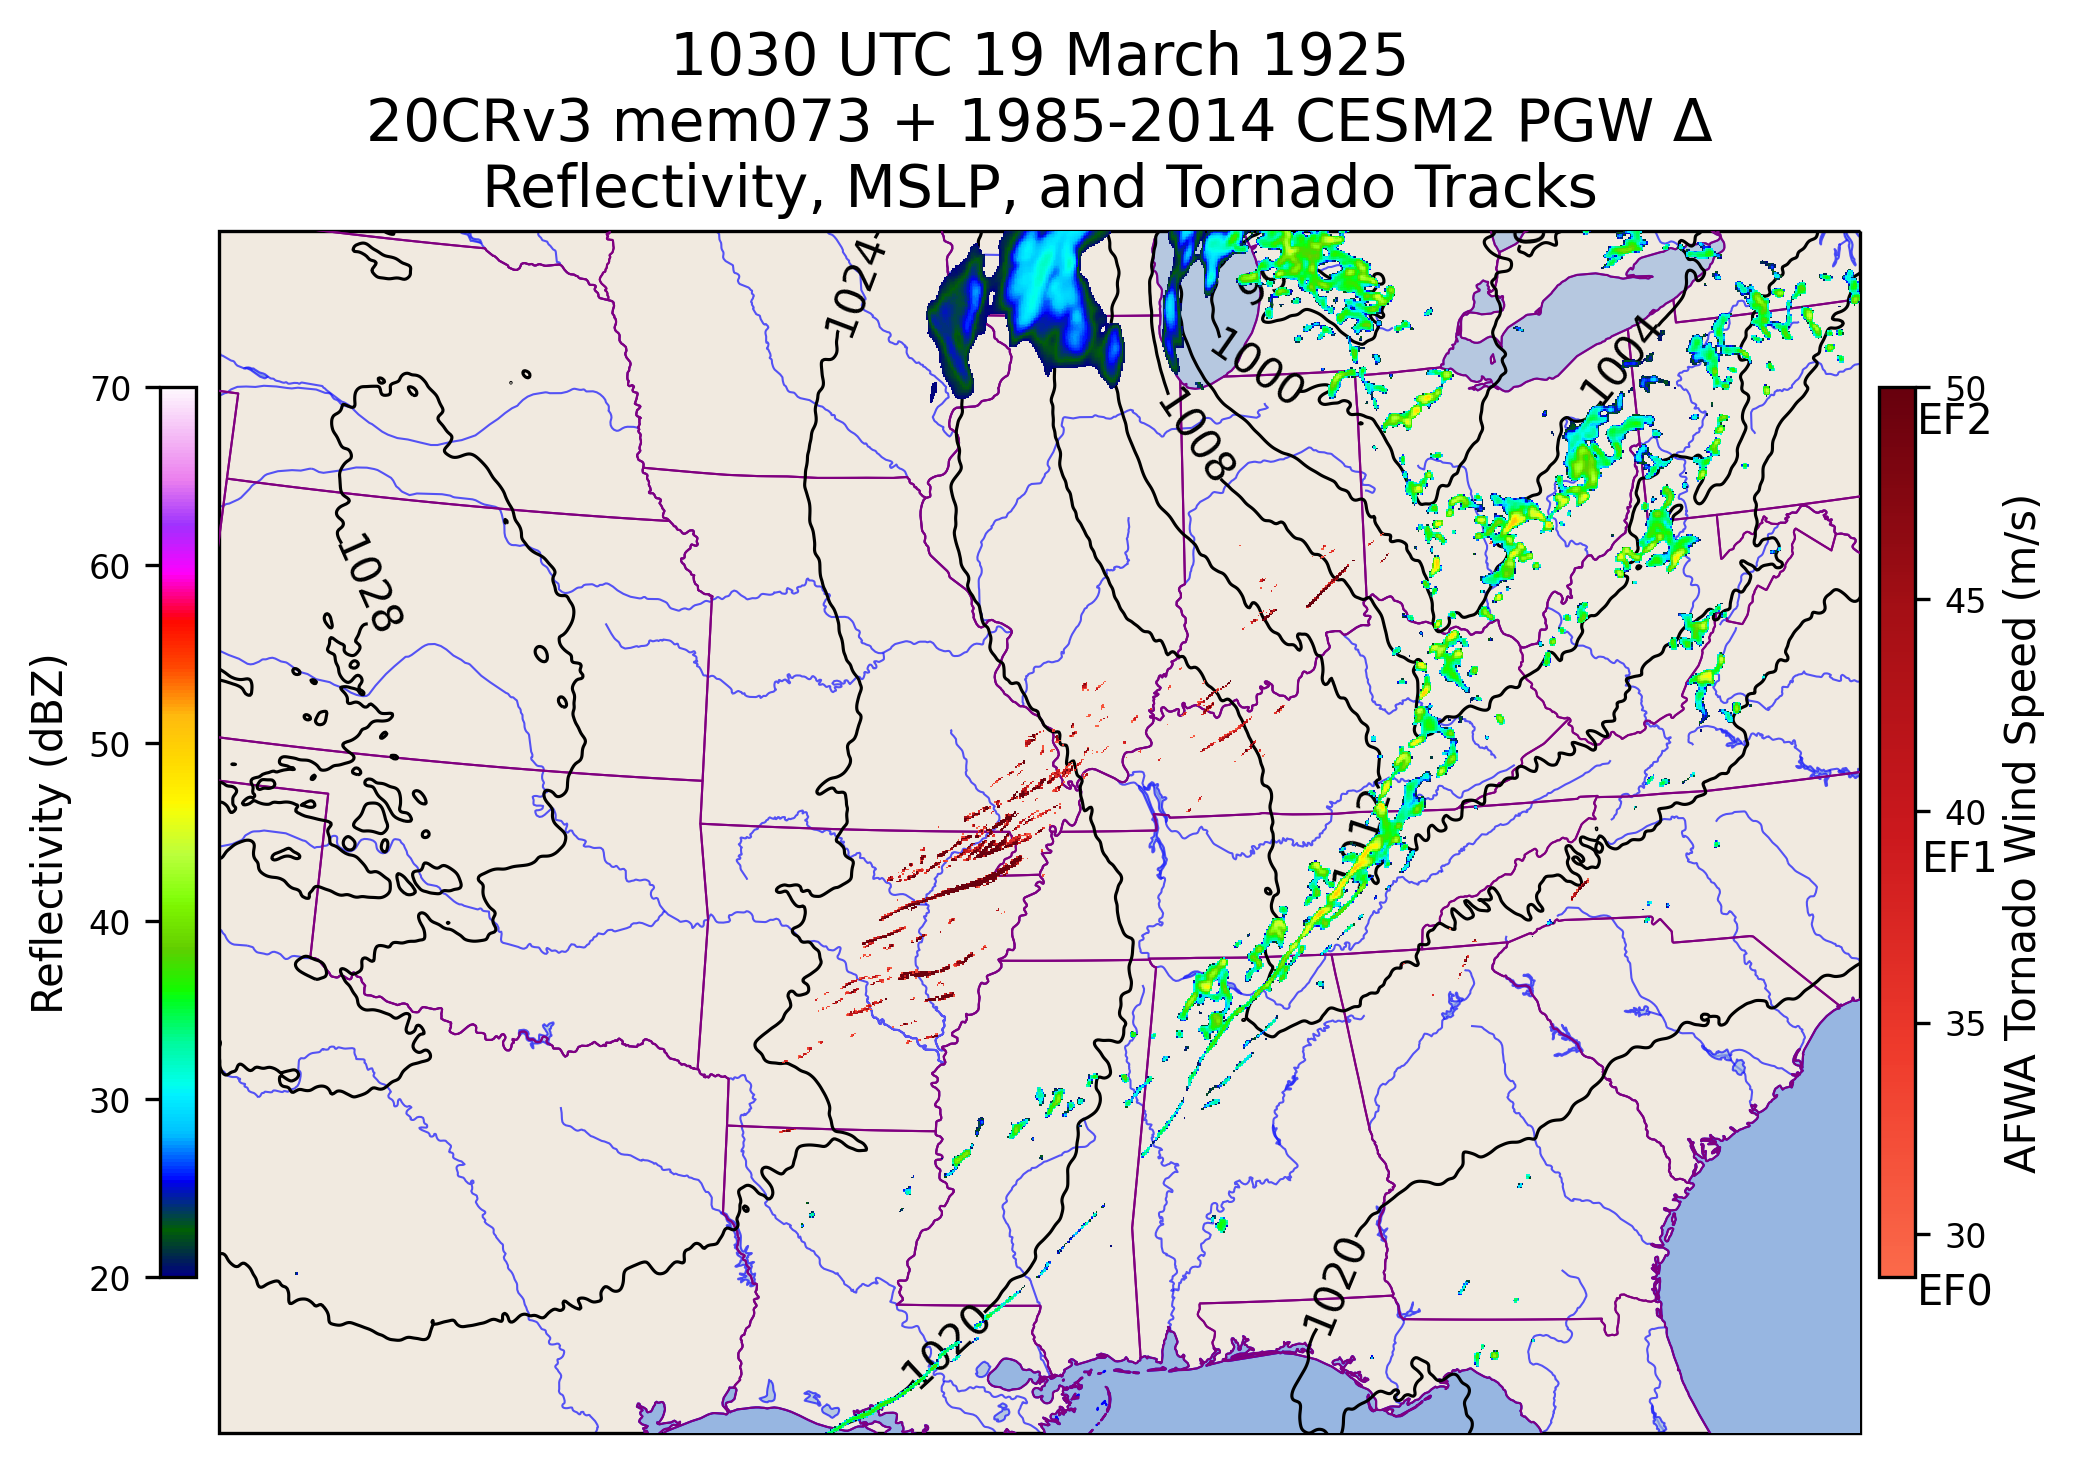 1030 UTC 19 March 1925
20CRv3 mem073 + 1985-2014 CESM2 PGW Δ
Reflectivity, MSLP, and Tornado Tracks
1024
1000
1004
1008
1028
1012
1020
1020
70
60
50
40
30
20
Reflectivity (dBZ)
50
EF2
45
40
EF1
35
30
EF0
AFWA Tornado Wind Speed (m/s)